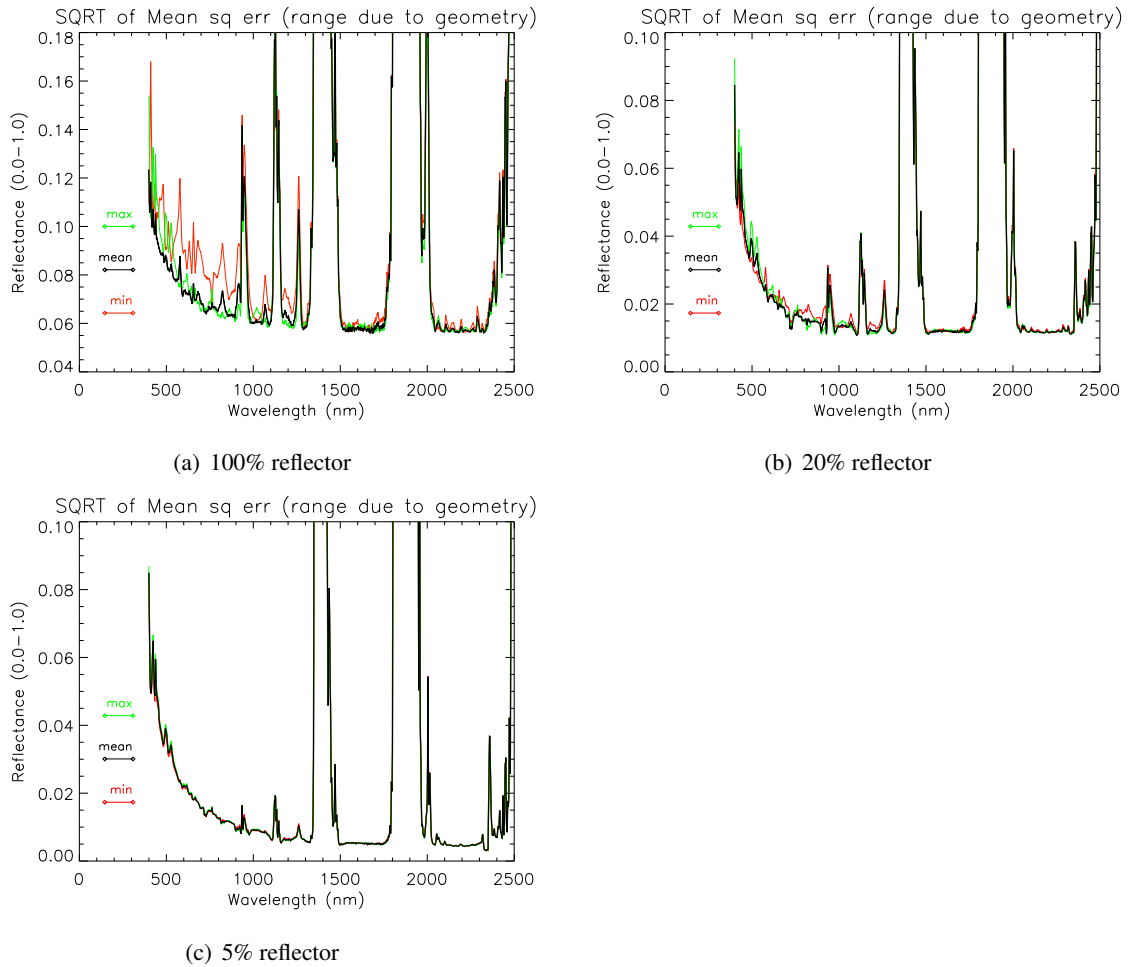 SQRT of Mean sq err (range due to geometry)
0.18
0.16
0.14
0.12
0.10
0.08
0.06
0.04
Reflectance (0.0-1.0)
max
mean
min
0 500 1000 1500 2000 2500
Wavelength (nm)
(a) 100% reflector
SQRT of Mean sq err (range due to geometry)
0.10
0.08
0.06
0.04
0.02
0.00
Reflectance (0.0-1.0)
max
mean
min
0 500 1000 1500 2000 2500
Wavelength (nm)
(b) 20% reflector
SQRT of Mean sq err (range due to geometry)
0.10
0.08
0.06
0.04
0.02
0.00
Reflectance (0.0-1.0)
max
mean
min
0 500 1000 1500 2000 2500
Wavelength (nm)
(c) 5% reflector